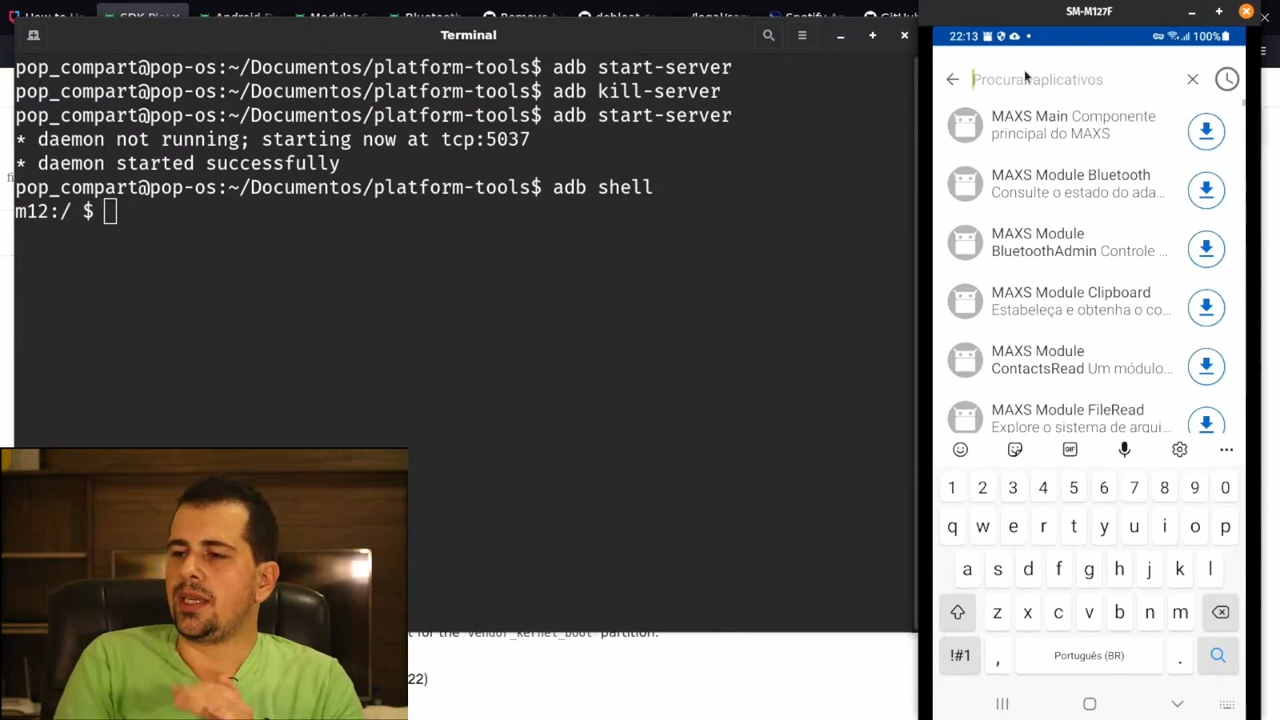 Terminal
pop_compart@pop-os:~/Documentos/platform-tools$ adb start-server
pop_compart@pop-os:~/Documentos/platform-tools$ adb kill-server
pop_compart@pop-os:~/Documentos/platform-tools$ adb start-server
* daemon not running; starting now at tcp:5037
* daemon started successfully
pop_compart@pop-os:~/Documentos/platform-tools$ adb shell
m12:/ $
vendor_kernel_boot partition.
22)
SM-M127F
22:13 100%
Procurar aplicativos
MAXS Main Componente
principal do MAXS
MAXS Module Bluetooth
Consulte o estado do ada…
MAXS Module
BluetoothAdmin Controle …
MAXS Module Clipboard
Estabeleça e obtenha o co…
MAXS Module
ContactsRead Um módulo…
MAXS Module FileRead
Explore o sistema de arqui…
GIF
1 2 3 4 5 6 7 8 9 0
q w e r t y u i o p
a s d f g h j k l
z x c v b n m
!#1 , Português (BR) .